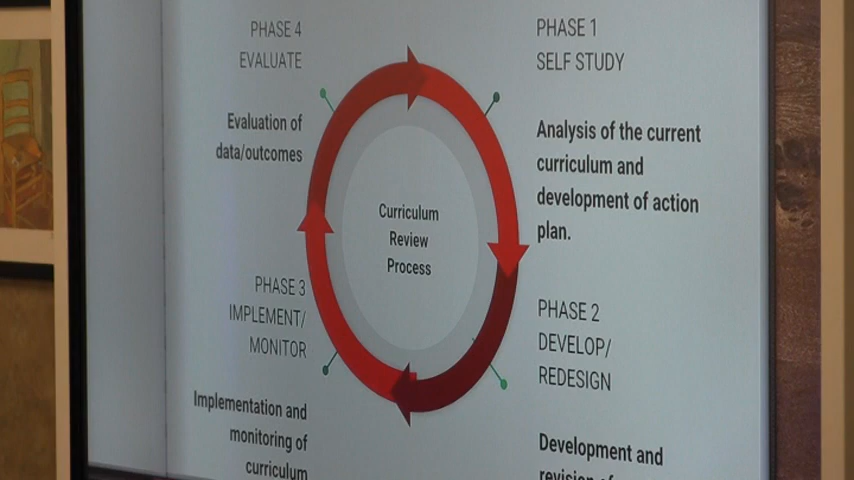 PHASE 4
EVALUATE
Evaluation of
data/outcomes
PHASE 1
SELF STUDY
Analysis of the current
curriculum and
development of action
plan.
Curriculum
Review
Process
PHASE 3
IMPLEMENT/
MONITOR
Implementation and
monitoring of
curriculum
PHASE 2
DEVELOP/
REDESIGN
Development and
revision of